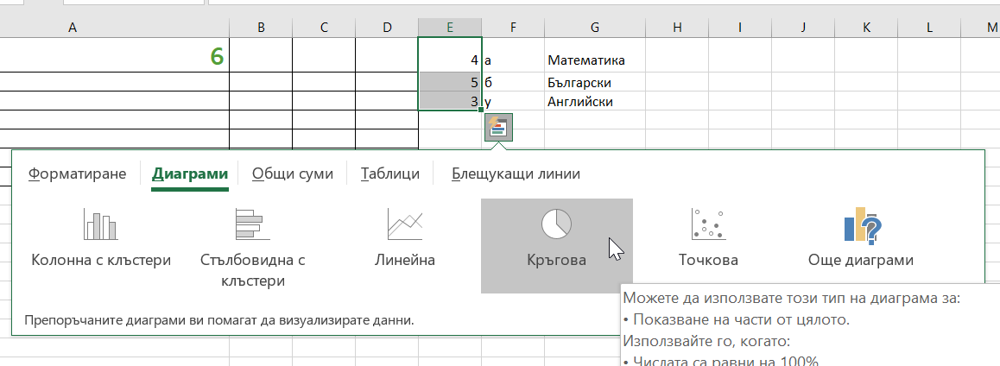 A B C D E F G H I J K L M
6 4 а Математика
5 б Български
3 у Английски
Форматиране Диаграми Общи суми Таблици Блещукащи линии
Колонна с клъстери Стълбовидна с клъстери Линейна Кръгова Точкова Още диаграми
Препоръчаните диаграми ви помагат да визуализирате данни.
Можете да използвате този тип на диаграма за:
• Показване на части от цялото.
Използвайте го, когато:
• Числата са равни на 100%